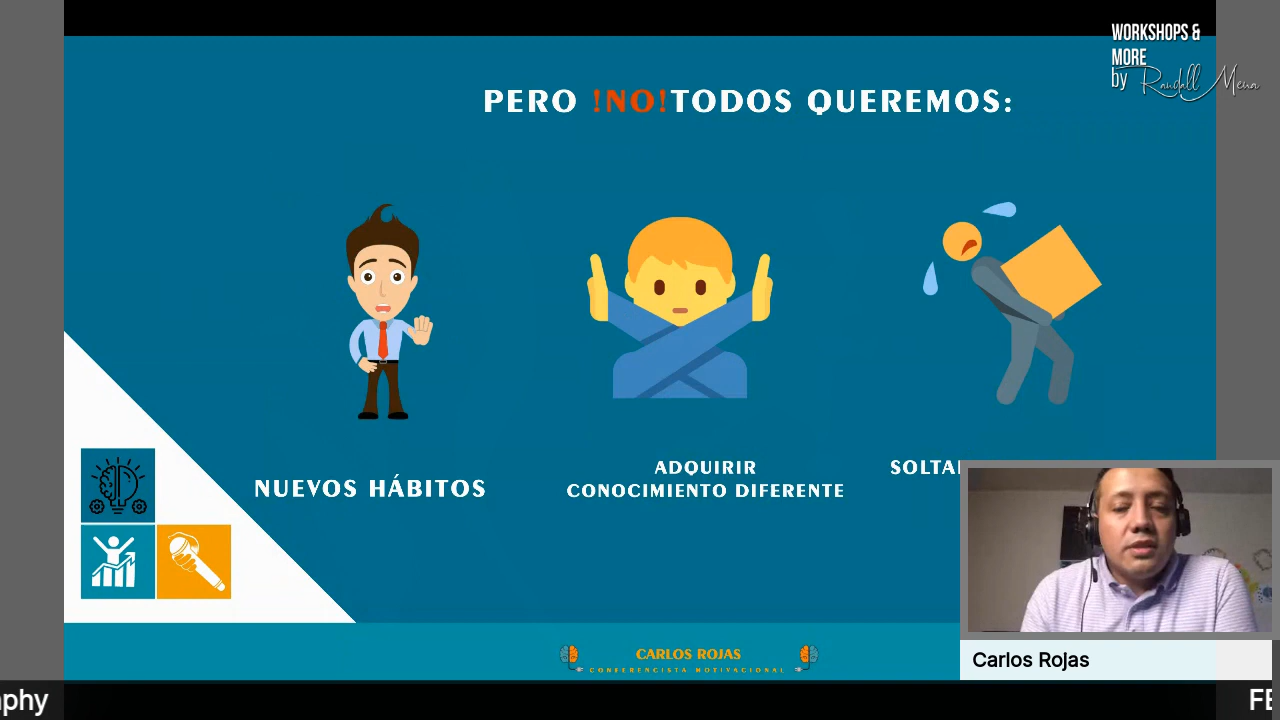 WORKSHOPS &
MORE
by Randall Mena
PERO !NO!TODOS QUEREMOS:
NUEVOS HÁBITOS
ADQUIRIR
CONOCIMIENTO DIFERENTE
CARLOS ROJAS
CONFERENCISTA MOTIVACIONAL
Carlos Rojas